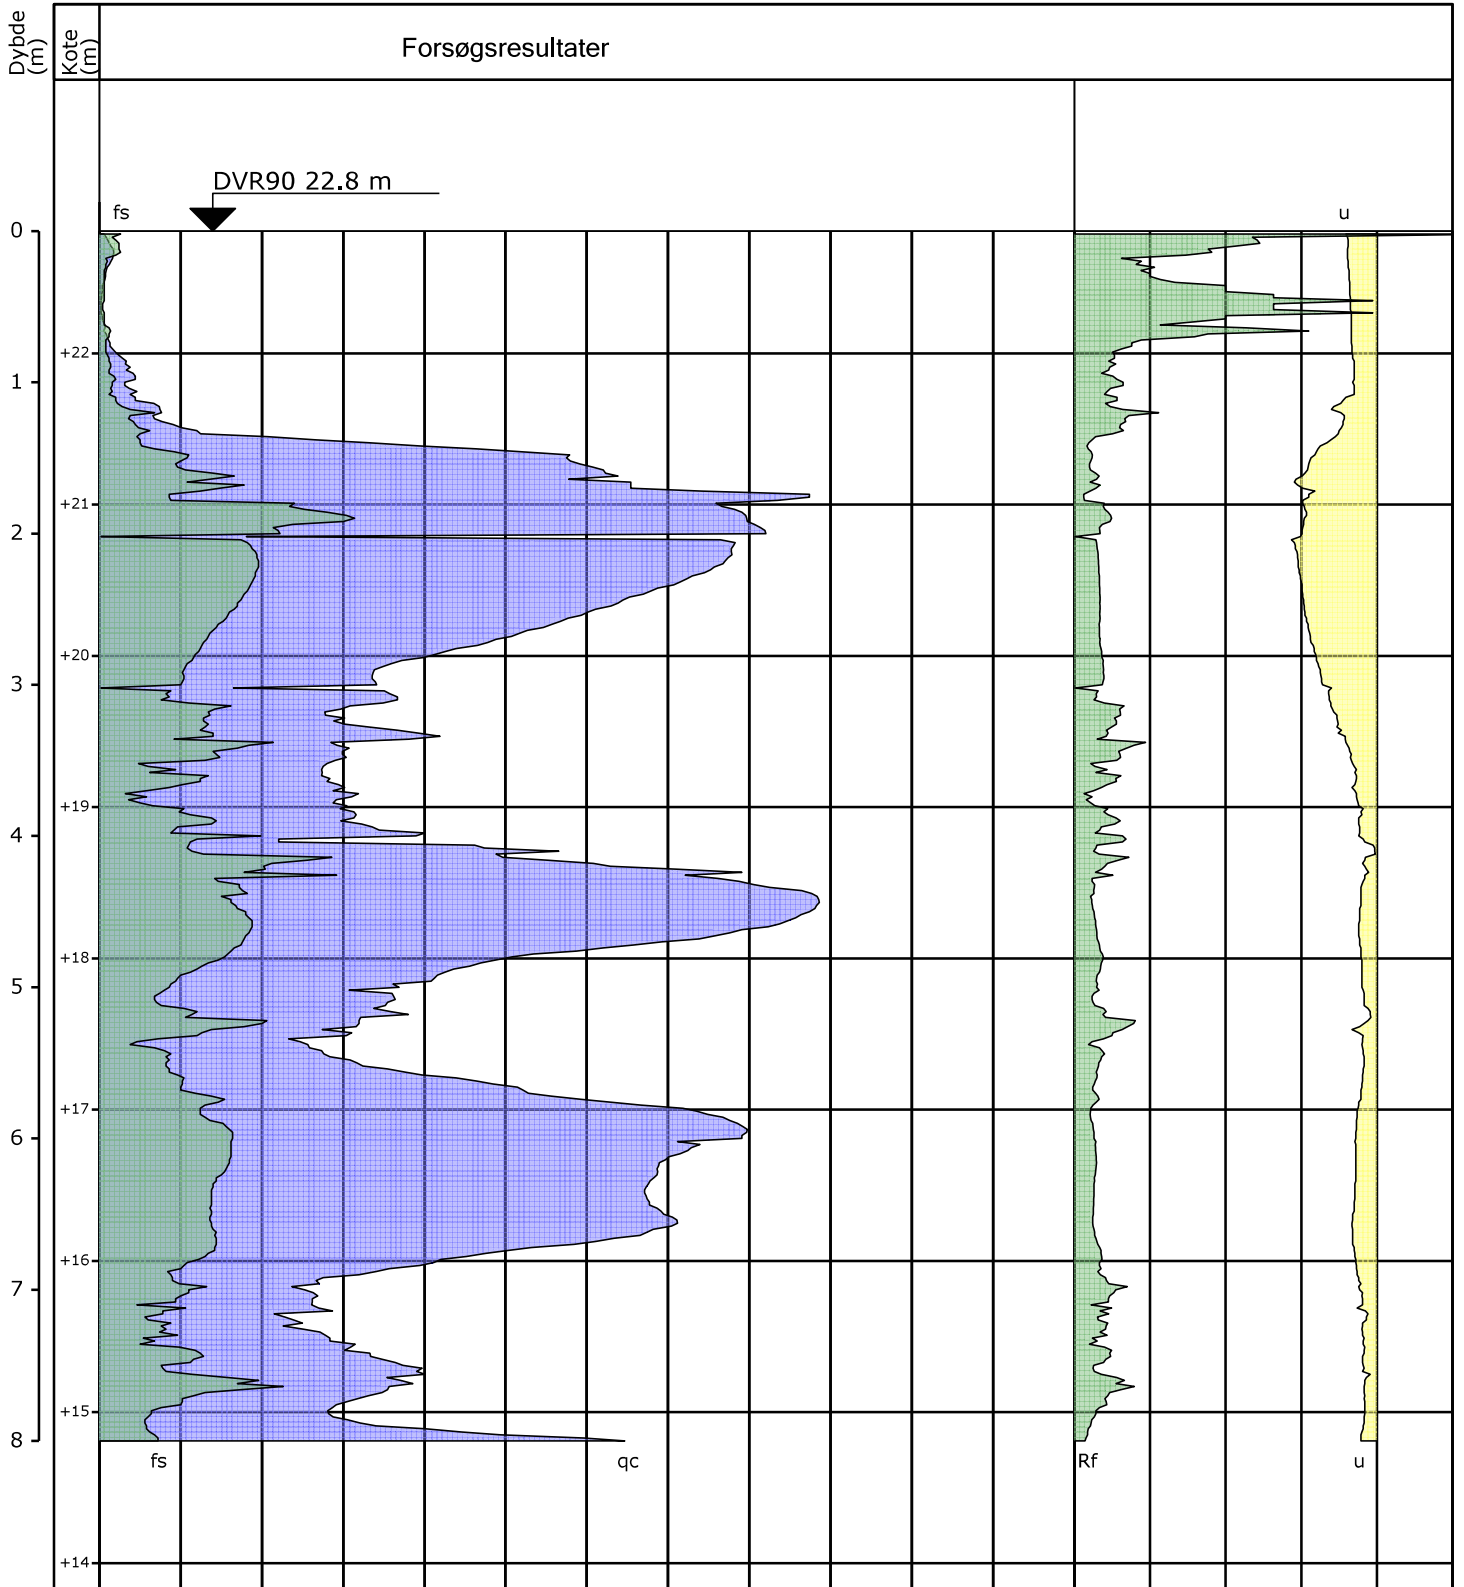 Dybde
(m)
Kote
(m)
Forsøgsresultater
DVR90 22.8 m
fs
u
0
+22
1
+21
2
+20
3
+19
4
+18
5
+17
6
+16
7
+15
8
fs
qc
Rf
u
+14